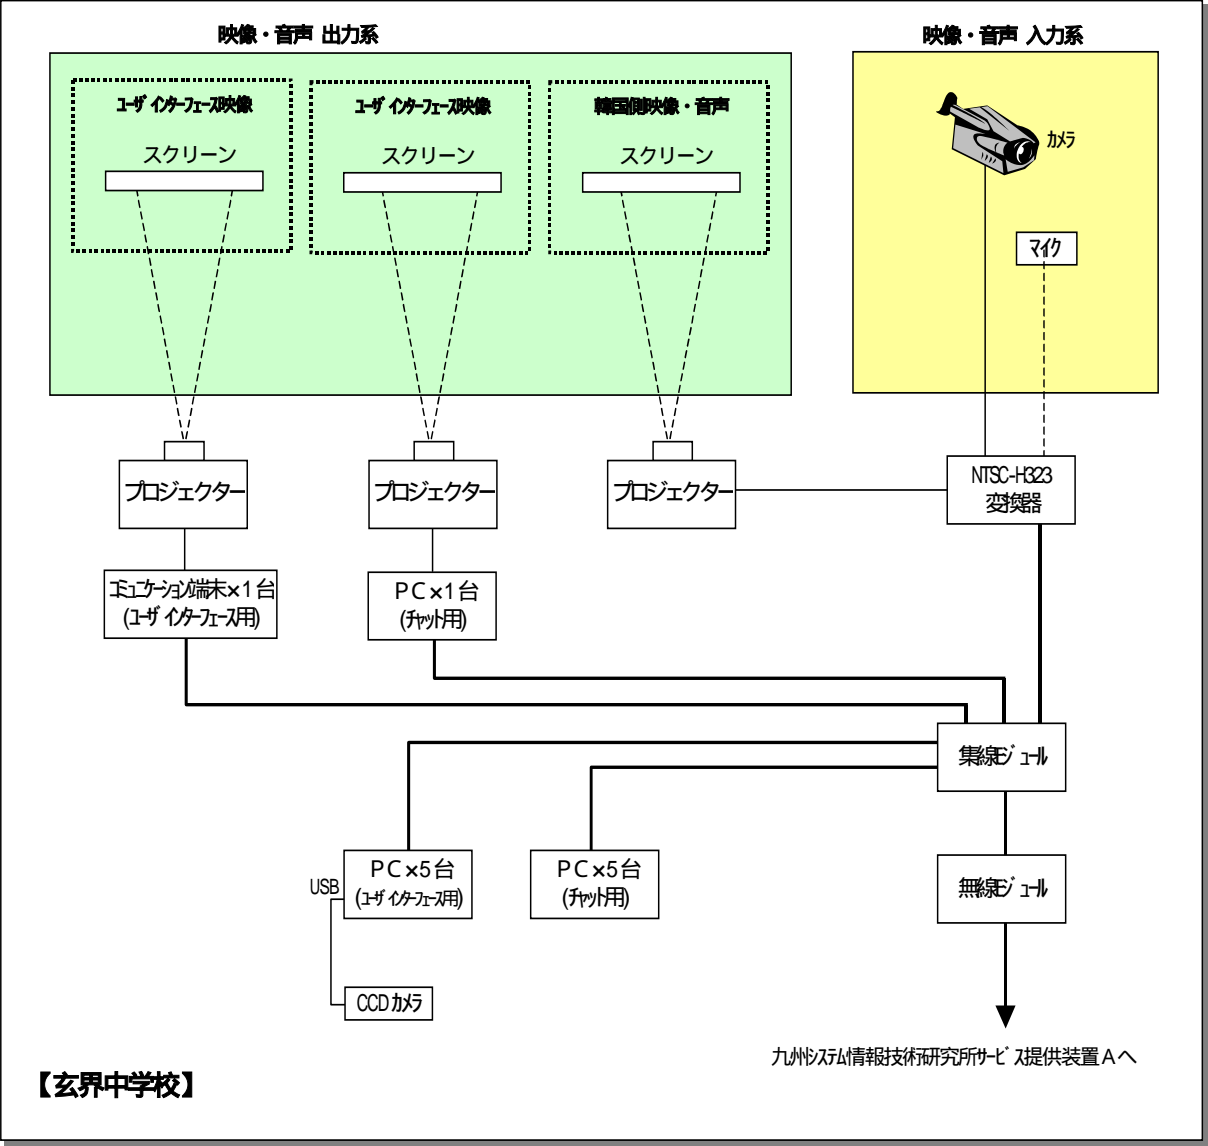 映像・音声 出力系
映像・音声 入力系
ユーザインターフェース映像
ユーザインターフェース映像
韓国側映像・音声
スクリーン
スクリーン
スクリーン
カメラ
マイク
プロジェクター
プロジェクター
プロジェクター
NTSC-H323
変換器
コミュニケーション端末×1台
(ユーザインターフェース用)
PC×1台
(チャット用)
集線モジュール
PC×5台
(ユーザインターフェース用)
USB
PC×5台
(チャット用)
無線モジュール
CCDカメラ
九州システム情報技術研究所サービス提供装置Aへ
【玄界中学校】